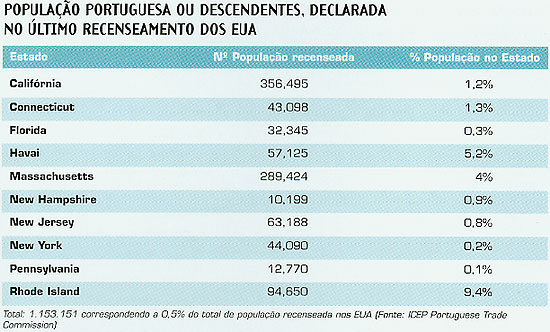 POPULAÇÃO PORTUGUESA OU DESCENDENTES, DECLARADA
NO ÚLTIMO RECENSEAMENTO DOS EUA
Estado Nº População recenseada % População no Estado
Califórnia 356,495 1,2%
Connecticut 43,098 1,3%
Florida 32,345 0,3%
Havai 57,125 5,2%
Massachusetts 289,424 4%
New Hampshire 10,199 0,9%
New Jersey 63,188 0,8%
New York 44,090 0,2%
Pennsylvania 12,770 0,1%
Rhode Island 94,650 9,4%
Total: 1.153.151 correspondendo a 0,5% do total de população recenseada nos EUA (Fonte: ICEP Portuguese Trade
Commission)